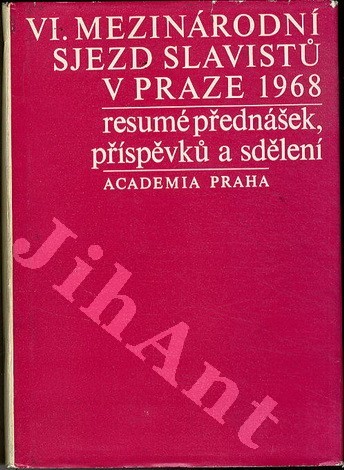 VI. MEZINÁRODNÍ
SJEZD SLAVISTŮ
V PRAZE 1968
resumé přednášek,
příspěvků a sdělení
ACADEMIA PRAHA
JihAnt